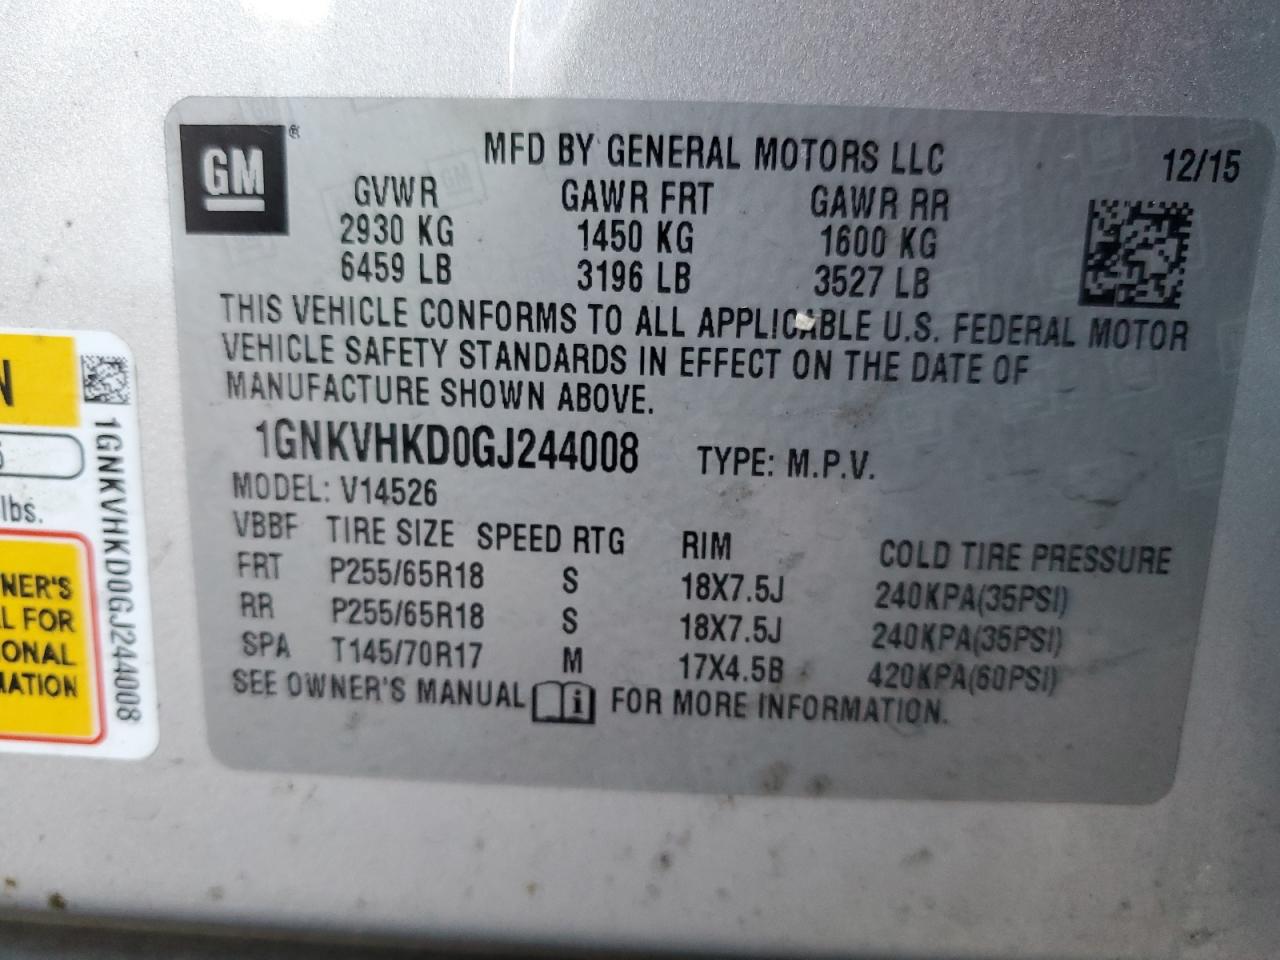 GM ®
MFD BY GENERAL MOTORS LLC 12/15
GVWR GAWR FRT GAWR RR
2930 KG 1450 KG 1600 KG
6459 LB 3196 LB 3527 LB
THIS VEHICLE CONFORMS TO ALL APPLICABLE U.S. FEDERAL MOTOR
VEHICLE SAFETY STANDARDS IN EFFECT ON THE DATE OF
MANUFACTURE SHOWN ABOVE.
1GNKVHKD0GJ244008 TYPE: M.P.V.
MODEL: V14526
VBBF TIRE SIZE SPEED RTG RIM COLD TIRE PRESSURE
FRT P255/65R18 S 18X7.5J 240KPA(35PSI)
RR P255/65R18 S 18X7.5J 240KPA(35PSI)
SPA T145/70R17 M 17X4.5B 420KPA(60PSI)
SEE OWNER'S MANUAL i FOR MORE INFORMATION.
N
lbs.
NER'S
L FOR
ONAL
MATION
1GNKVHKD0GJ244008